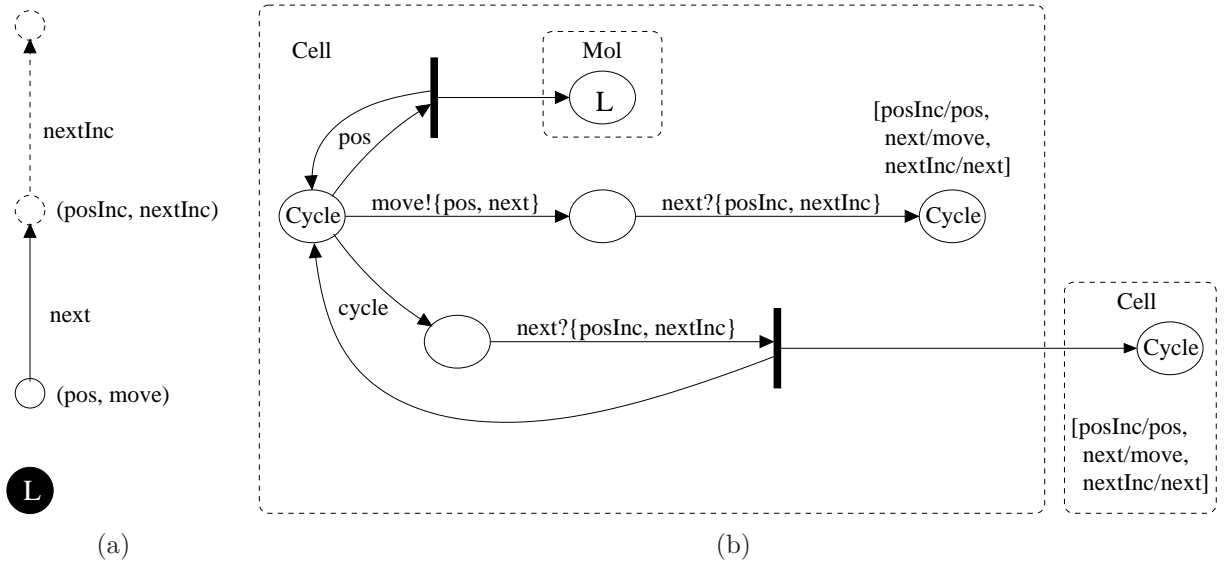 nextInc
(posInc, nextInc)
next
(pos, move)
L
(a)
Cell
Mol
L
pos
[posInc/pos,
next/move,
nextInc/next]
Cycle
move!{pos, next}
next?{posInc, nextInc}
Cycle
cycle
next?{posInc, nextInc}
Cell
Cycle
[posInc/pos,
next/move,
nextInc/next]
(b)